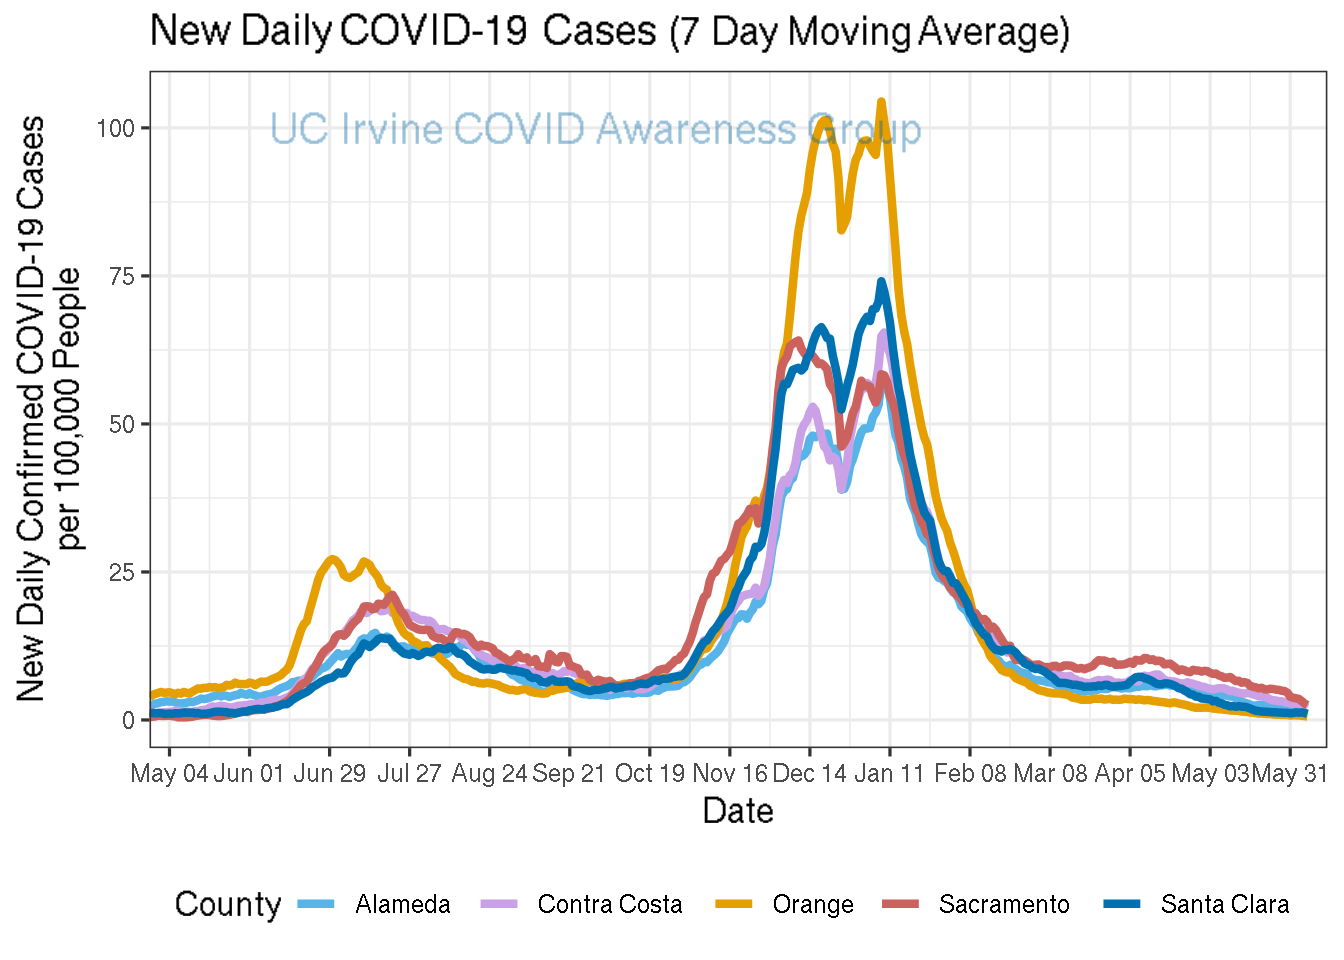 New Daily COVID-19 Cases (7 Day Moving Average)
UC Irvine COVID Awareness Group
New Daily Confirmed COVID-19 Cases
per 100,000 People
100
75
50
25
0
May 04 Jun 01 Jun 29 Jul 27 Aug 24 Sep 21 Oct 19 Nov 16 Dec 14 Jan 11 Feb 08 Mar 08 Apr 05 May 03 May 31
Date
County Alameda Contra Costa Orange Sacramento Santa Clara